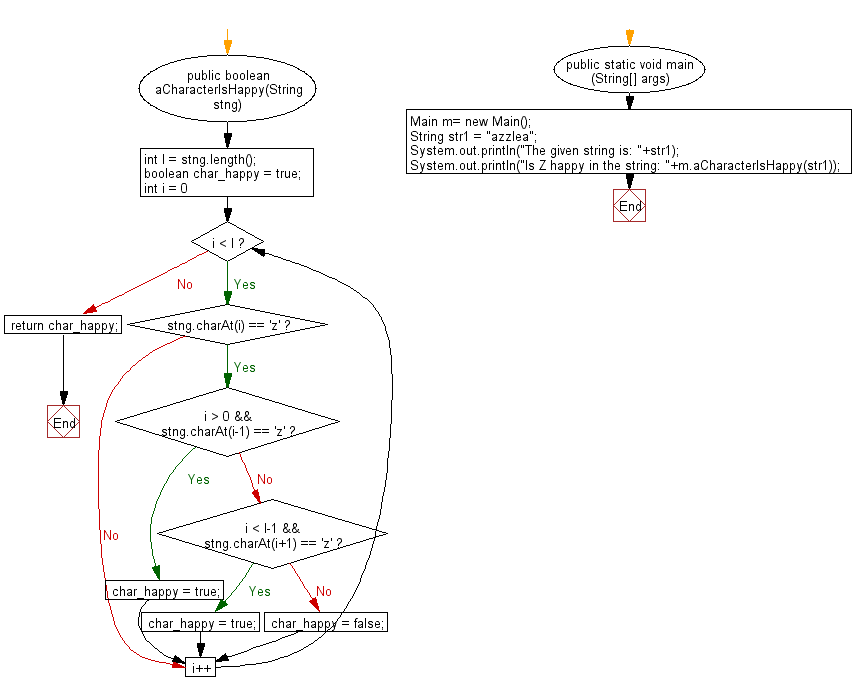 public boolean
aCharacterIsHappy(String
stng)
int l = stng.length();
boolean char_happy = true;
int i = 0
i < l ?
No
Yes
return char_happy;
stng.charAt(i) == 'z' ?
Yes
End
i > 0 &&
stng.charAt(i-1) == 'z' ?
Yes
No
No
i < l-1 &&
stng.charAt(i+1) == 'z' ?
char_happy = true;
Yes
No
char_happy = true;
char_happy = false;
i++
public static void main
(String[] args)
Main m= new Main();
String str1 = "azzlea";
System.out.println("The given string is: "+str1);
System.out.println("Is Z happy in the string: "+m.aCharacterIsHappy(str1));
End